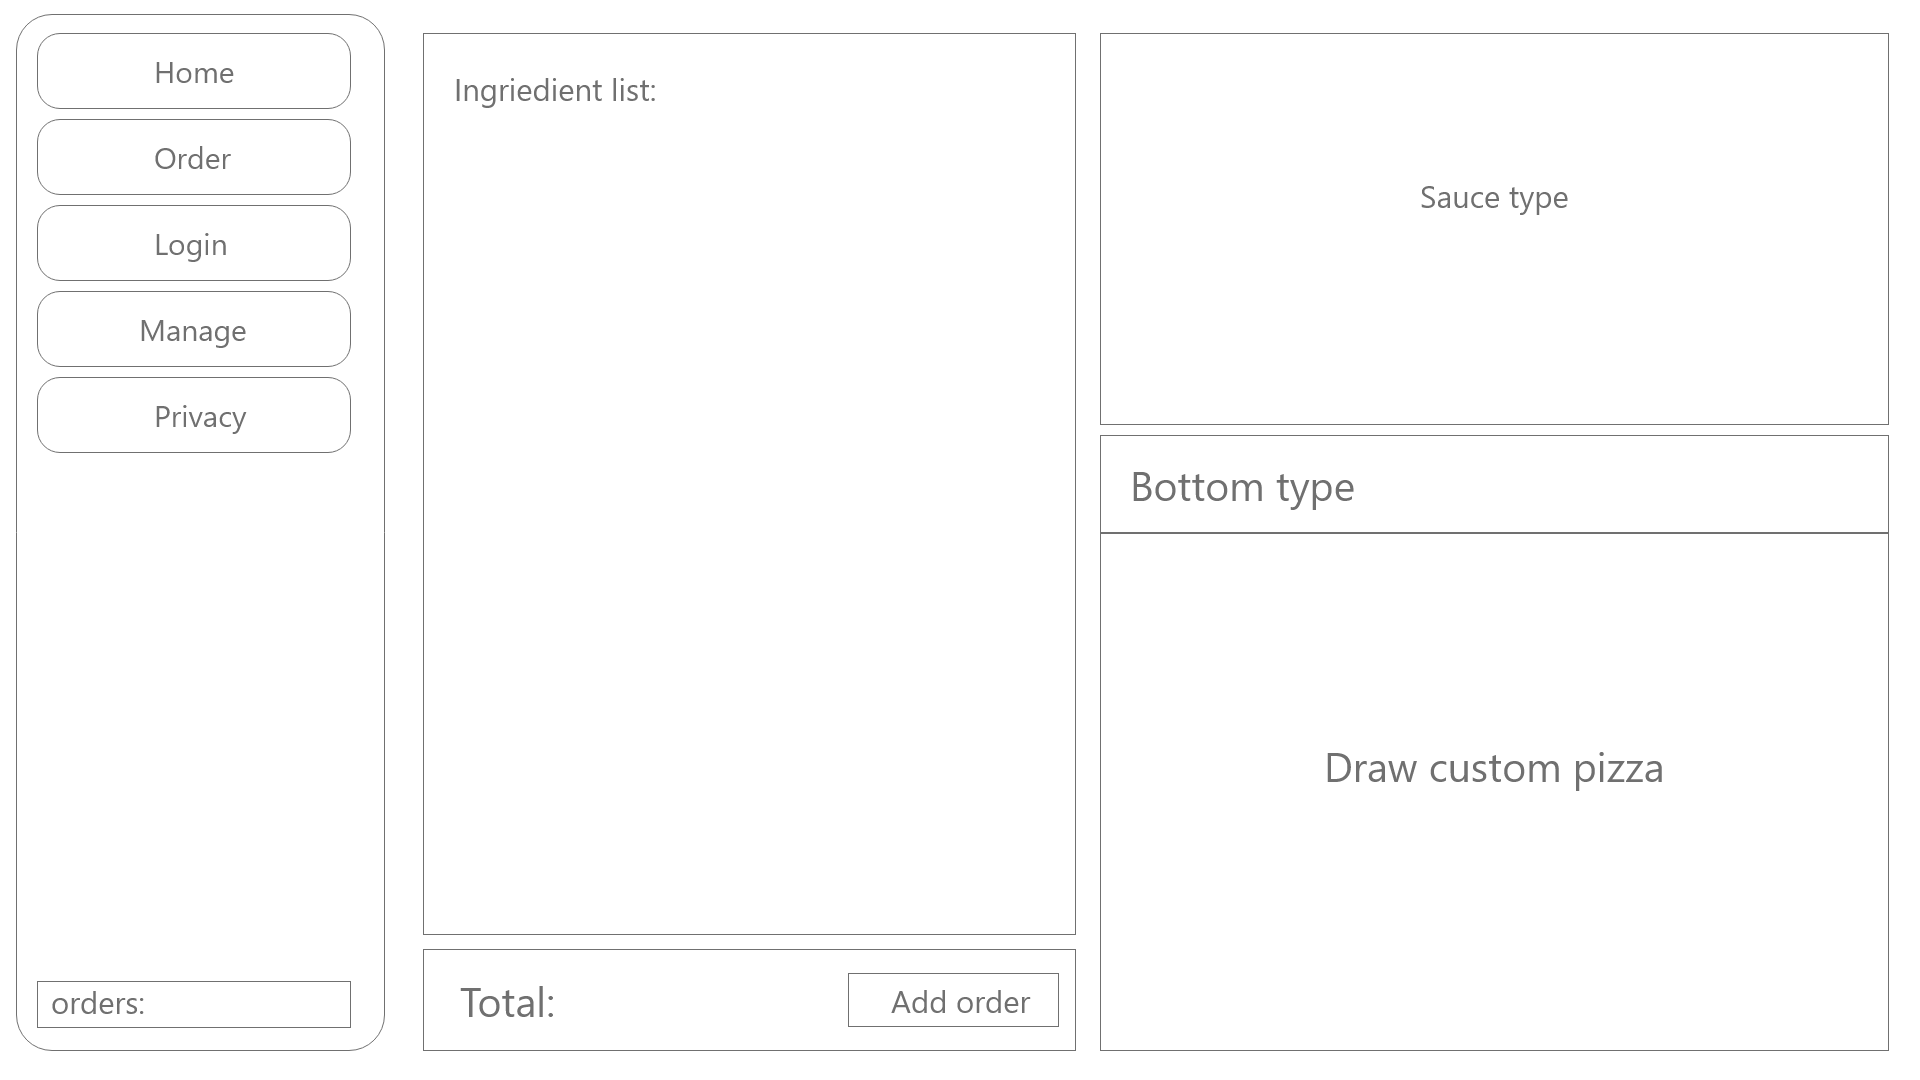 Home
Order
Login
Manage
Privacy
orders:
Ingriedient list:
Total:
Add order
Sauce type
Bottom type
Draw custom pizza